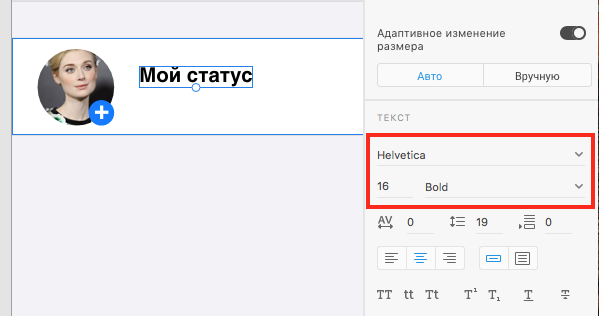 Адаптивное изменение
размера
Авто Вручную
Мой статус
ТЕКСТ
Helvetica
16 Bold
AV 0 19 0
TT tt Tt T¹ T₁ T T